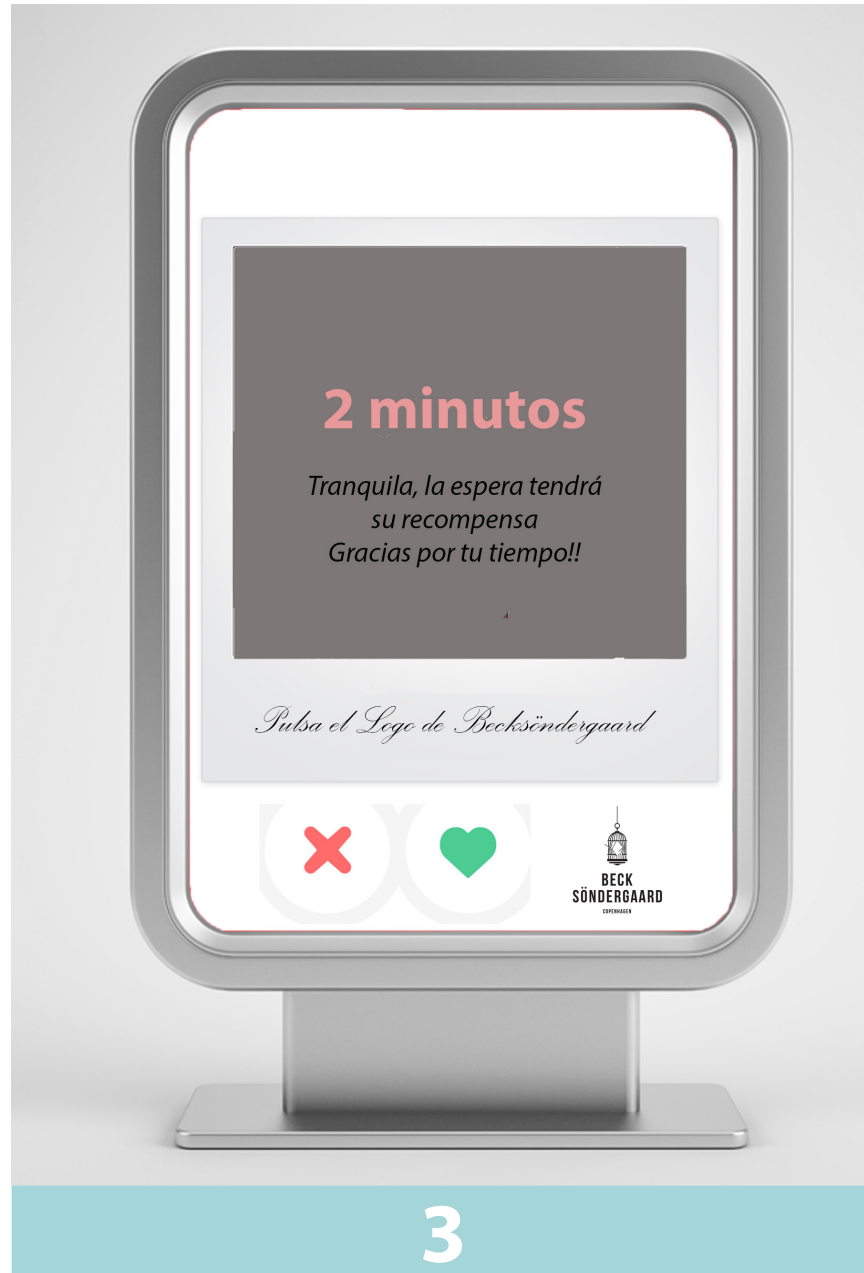 2 minutos
Tranquila, la espera tendrá
su recompensa
Gracias por tu tiempo!!
Pulsa el Logo de Becksöndergaard
BECK
SÖNDERGAARD
COPENHAGEN
3